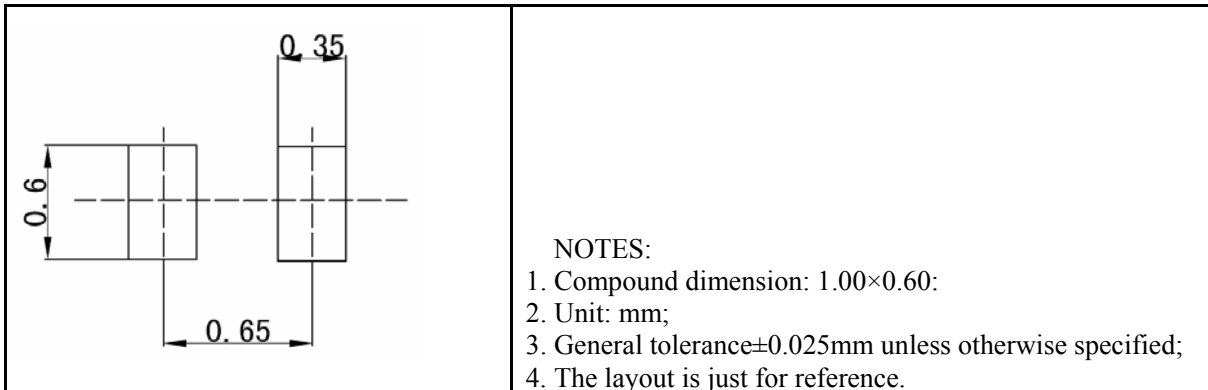 0.35
0.6
0.65
NOTES:
1. Compound dimension: 1.00×0.60:
2. Unit: mm;
3. General tolerance±0.025mm unless otherwise specified;
4. The layout is just for reference.